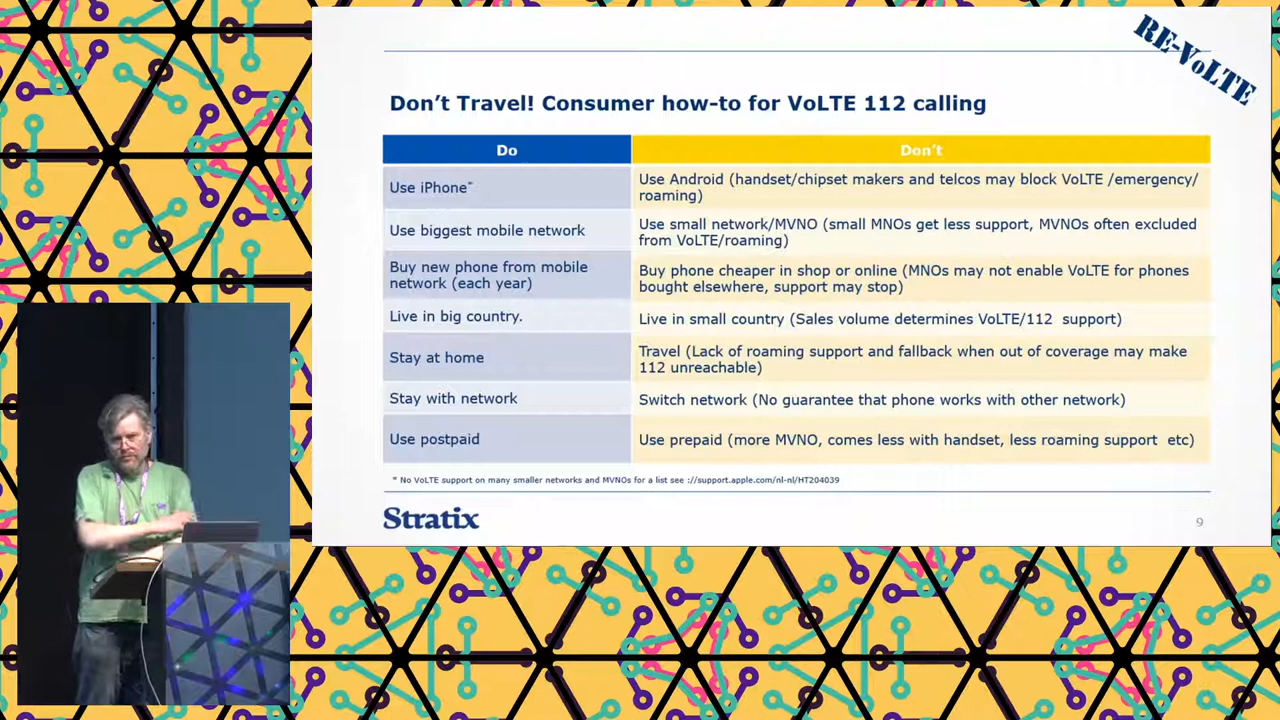 RE-VoLTE
Don’t Travel! Consumer how-to for VoLTE 112 calling
Do
Don’t
Use iPhone*
Use Android (handset/chipset makers and telcos may block VoLTE /emergency/
roaming)
Use biggest mobile network
Use small network/MVNO (small MNOs get less support, MVNOs often excluded
from VoLTE/roaming)
Buy new phone from mobile
network (each year)
Buy phone cheaper in shop or online (MNOs may not enable VoLTE for phones
bought elsewhere, support may stop)
Live in big country.
Live in small country (Sales volume determines VoLTE/112  support)
Stay at home
Travel (Lack of roaming support and fallback when out of coverage may make
112 unreachable)
Stay with network
Switch network (No guarantee that phone works with other network)
Use postpaid
Use prepaid (more MVNO, comes less with handset, less roaming support  etc)
* No VoLTE support on many smaller networks and MVNOs for a list see ://support.apple.com/nl-nl/HT204039
Stratix
9